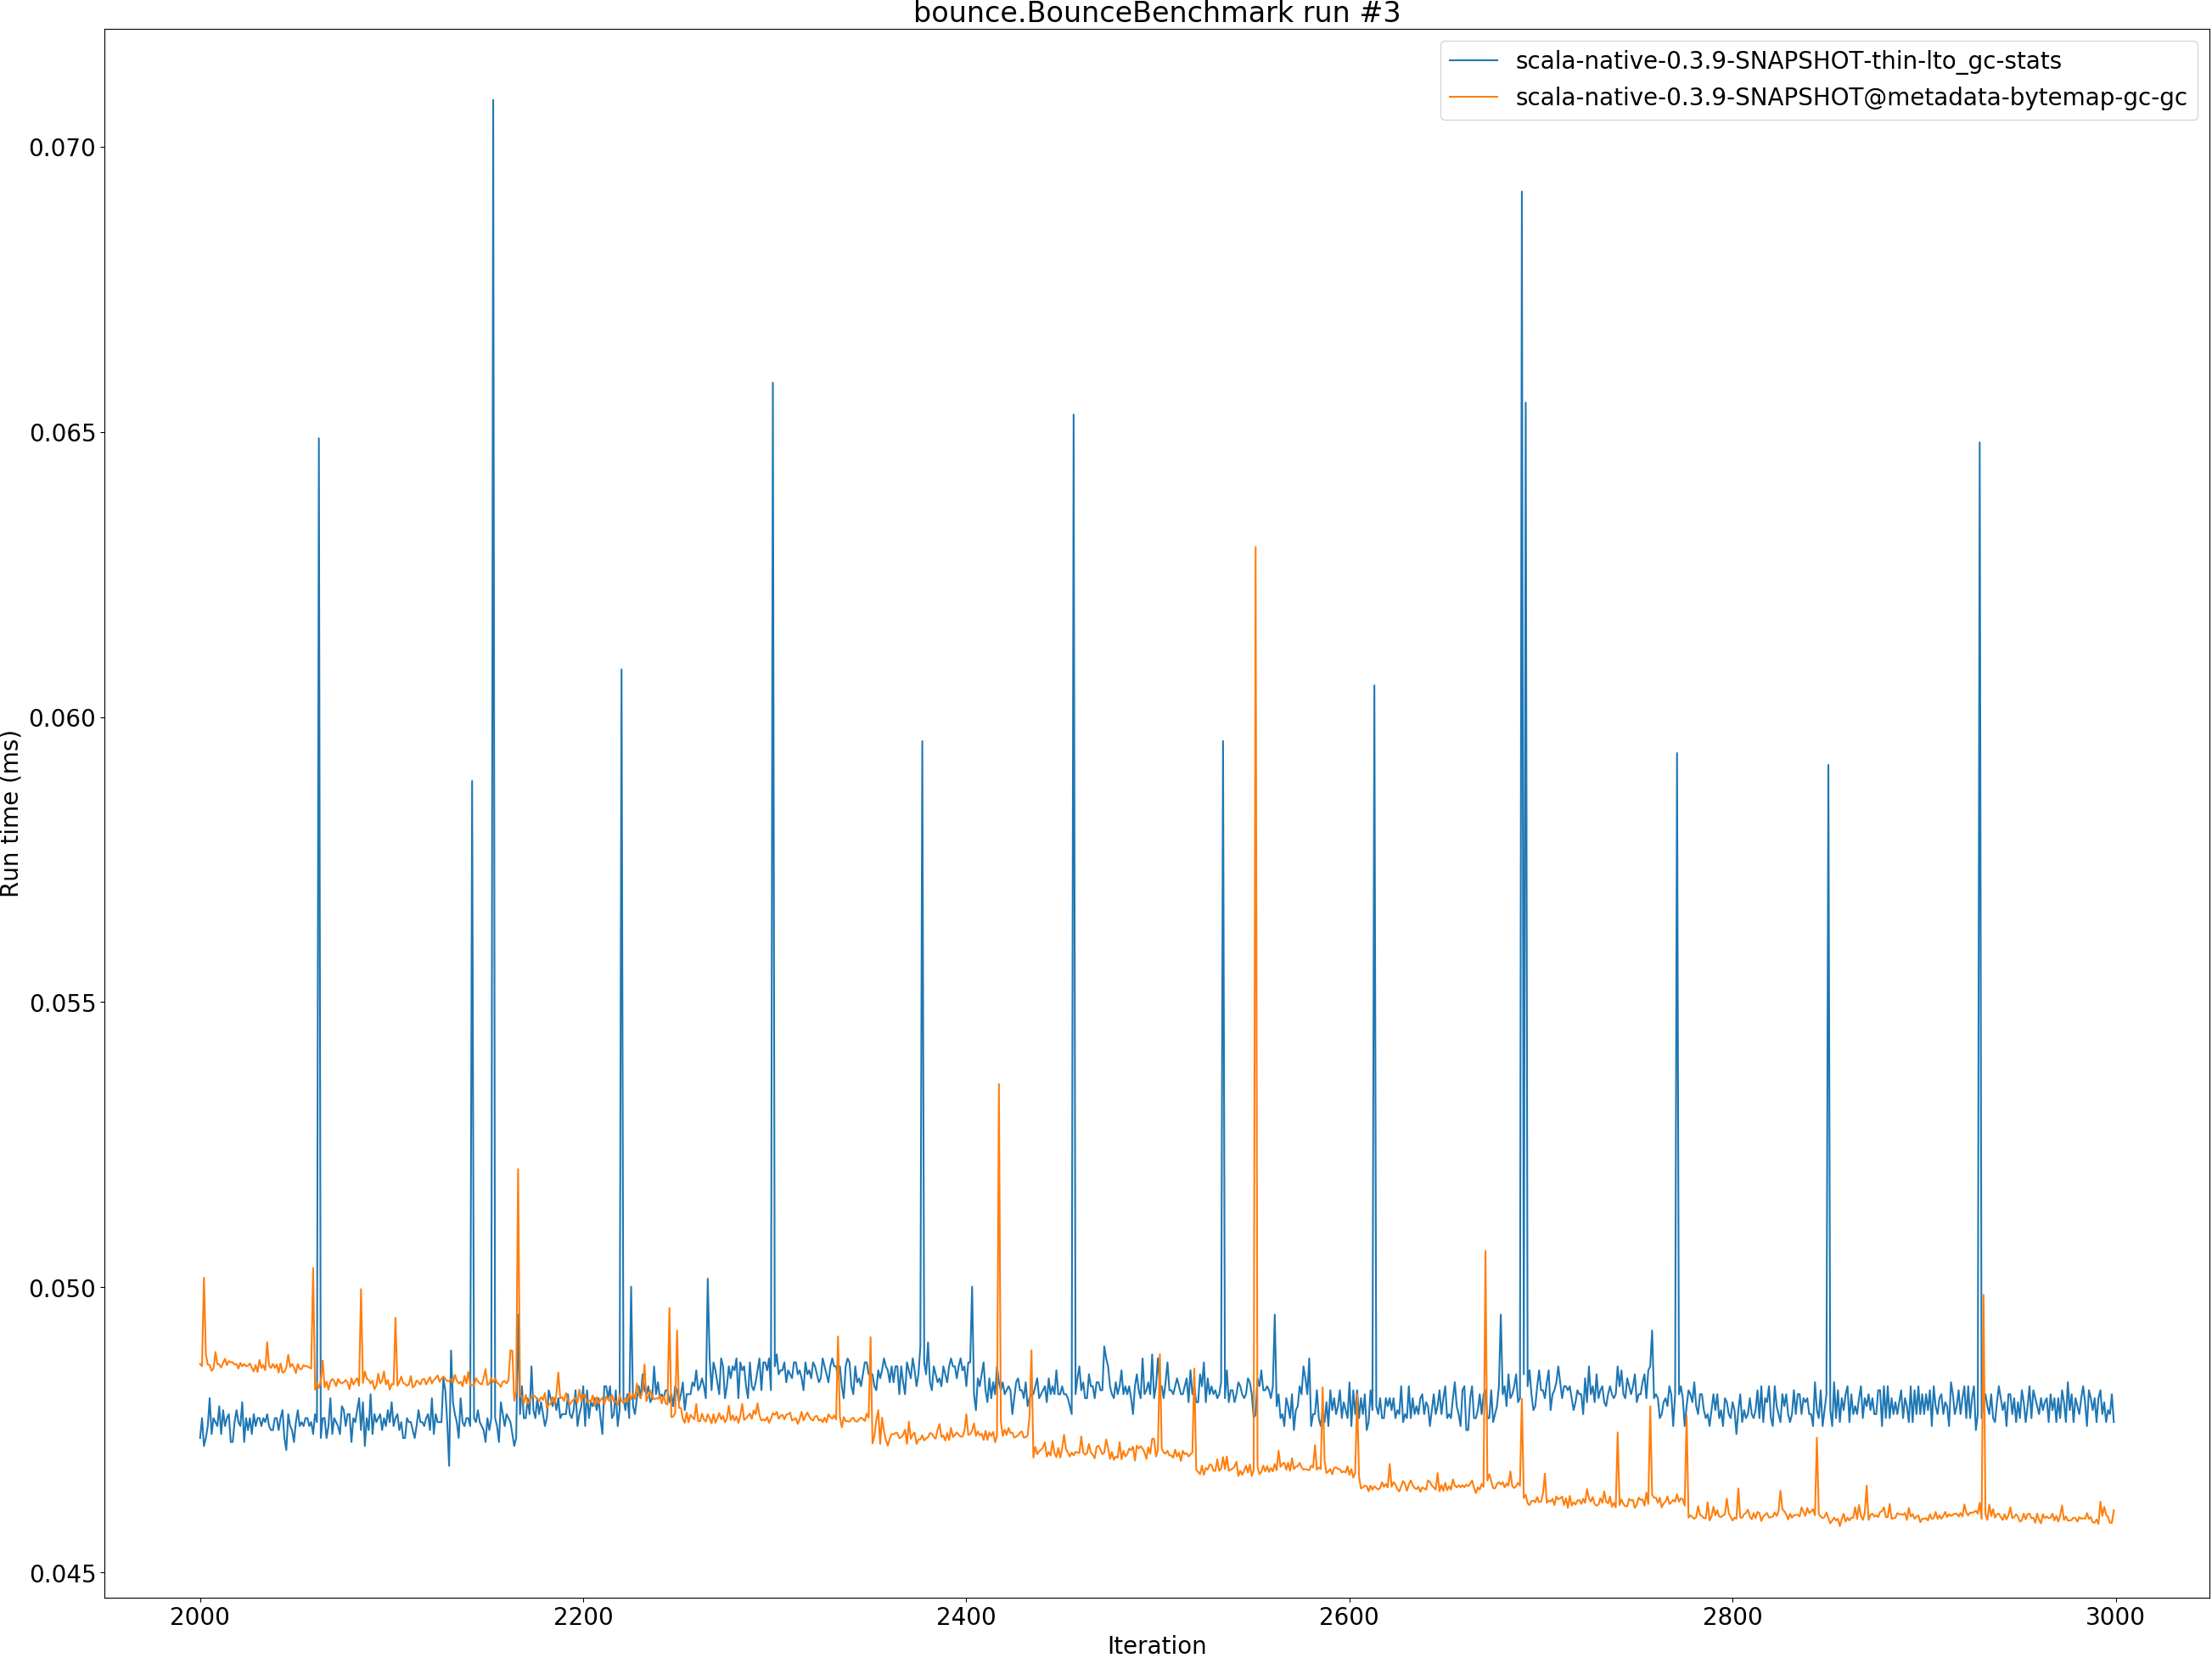 bounce.BounceBenchmark run #3
scala-native-0.3.9-SNAPSHOT-thin-lto_gc-stats
scala-native-0.3.9-SNAPSHOT@metadata-bytemap-gc-gc
Run time (ms)
0.070
0.065
0.060
0.055
0.050
0.045
2000 2200 2400 2600 2800 3000
Iteration